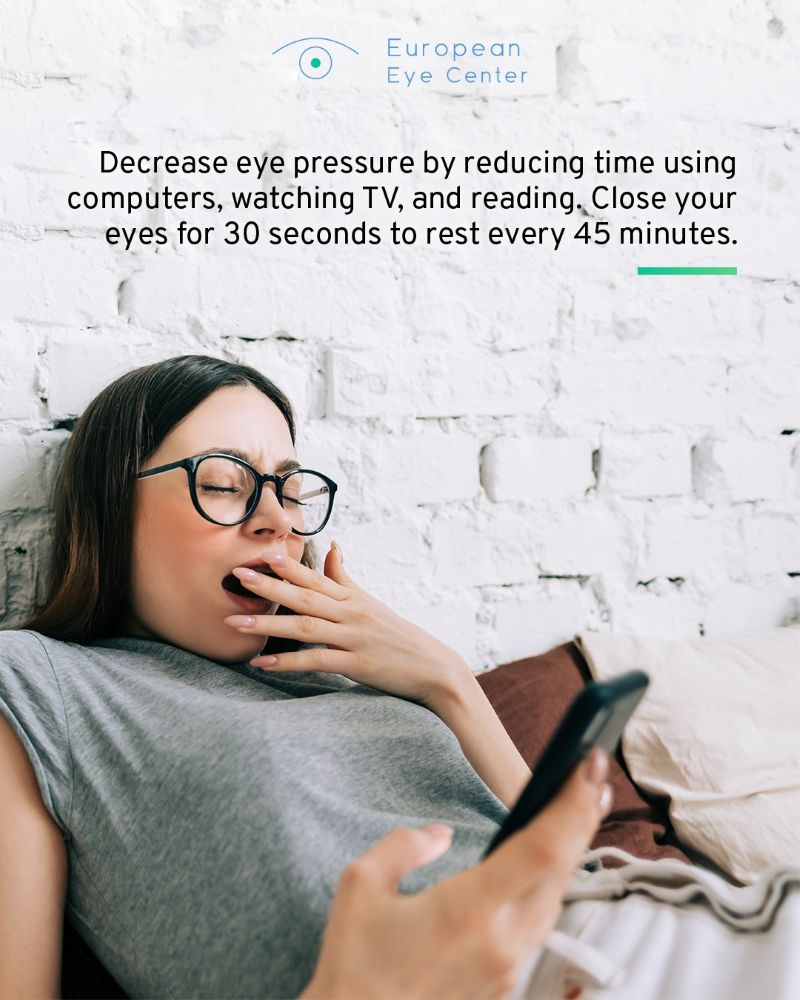 European
Eye Center
Decrease eye pressure by reducing time using
computers, watching TV, and reading. Close your
eyes for 30 seconds to rest every 45 minutes.